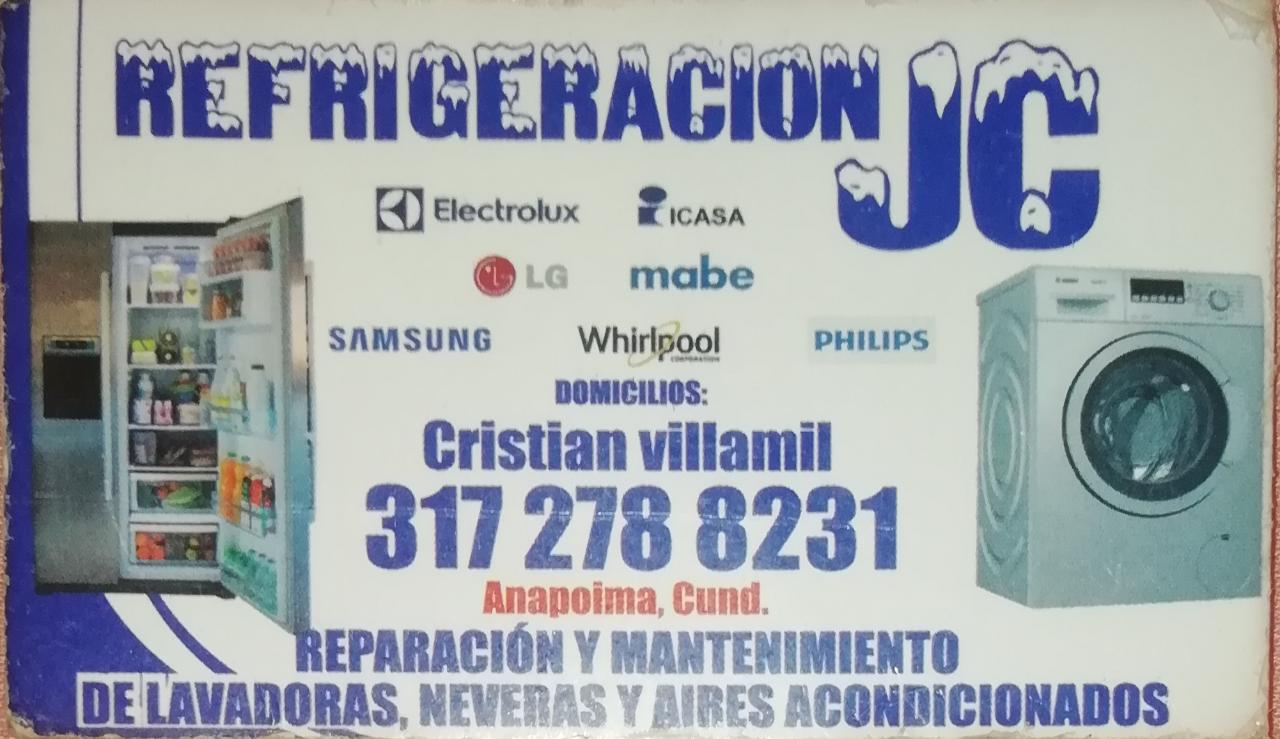 REFRIGERACION JC
Electrolux ICASA
LG mabe
SAMSUNG Whirlpool CORPORATION PHILIPS
DOMICILIOS:
Cristian villamil
317 278 8231
Anapoima, Cund.
REPARACIÓN Y MANTENIMIENTO
DE LAVADORAS, NEVERAS Y AIRES ACONDICIONADOS